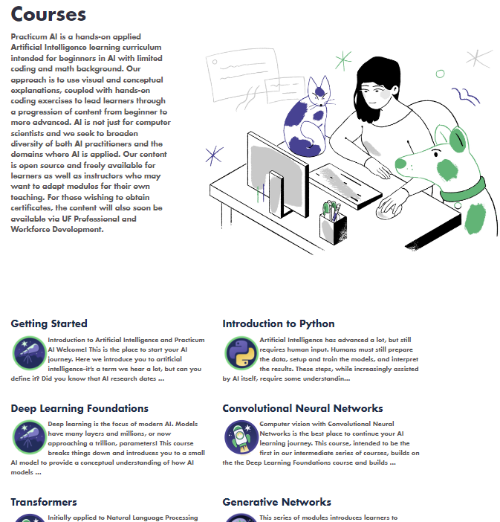 Courses
Practicum AI is a hands-on applied
Artificial Intelligence learning curriculum
intended for beginners in AI with limited
coding and math background. Our
approach is to use visual and conceptual
explanations, coupled with hands-on
coding exercises to lead learners through
a progression of content from beginner to
more advanced. AI is not just for computer
scientists and we seek to broaden
diversity of both AI practitioners and the
domains where AI is applied. Our content
is open source and freely available for
learners as well as instructors who may
want to adapt modules for their own
teaching. For those wishing to obtain
certificates, the content will also soon be
available via UF Professional and
Workforce Development.
Getting Started
Introduction to Artificial Intelligence and Practicum
AI Welcome! This is the place to start your AI
journey. Here we introduce you to artificial
intelligence-it's a term we hear a lot, but can you
define it? Did you know that AI research dates ...
Introduction to Python
Artificial Intelligence has advanced a lot, but still
requires human input. Humans must still prepare
the data, setup and train the models, and interpret
the results. These steps, while increasingly assisted
by AI itself, require some understandin...
Deep Learning Foundations
Deep learning is the focus of modern AI. Models
have many layers and millions, or now
approaching a trillion, parameters! This course
breaks things down and introduces you to a small
AI model to provide a conceptual understanding of how AI
models ...
Convolutional Neural Networks
Computer vision with Convolutional Neural
Networks is the best place to continue your AI
learning journey. This course, intended to be the
first in our intermediate series of courses, builds on
the the Deep Learning Foundations course and builds ...
Transformers
Initially applied to Natural Language Processing
Generative Networks
This series of modules introduces learners to